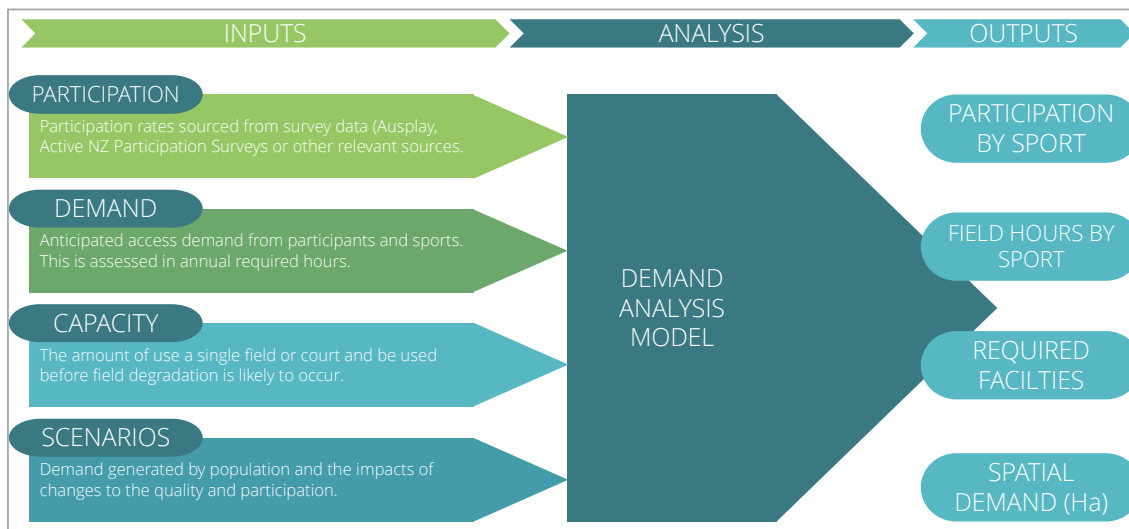 INPUTS
ANALYSIS
OUTPUTS
PARTICIPATION
Participation rates sourced from survey data (Ausplay,
Active NZ Participation Surveys or other relevant sources.
DEMAND
Anticipated access demand from participants and sports.
This is assessed in annual required hours.
CAPACITY
The amount of use a single field or court and be used
before field degradation is likely to occur.
SCENARIOS
Demand generated by population and the impacts of
changes to the quality and participation.
DEMAND
ANALYSIS
MODEL
PARTICIPATION
BY SPORT
FIELD HOURS BY
SPORT
REQUIRED
FACILTIES
SPATIAL
DEMAND (Ha)